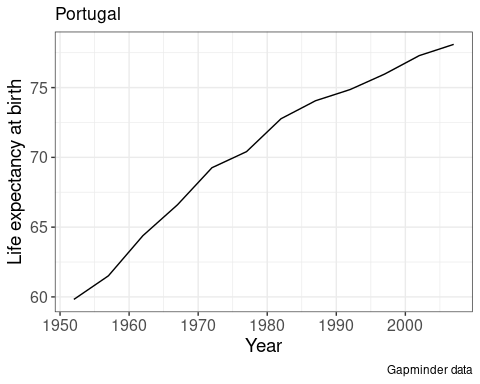 Portugal
Life expectancy at birth
75
70
65
60
1950 1960 1970 1980 1990 2000
Year
Gapminder data